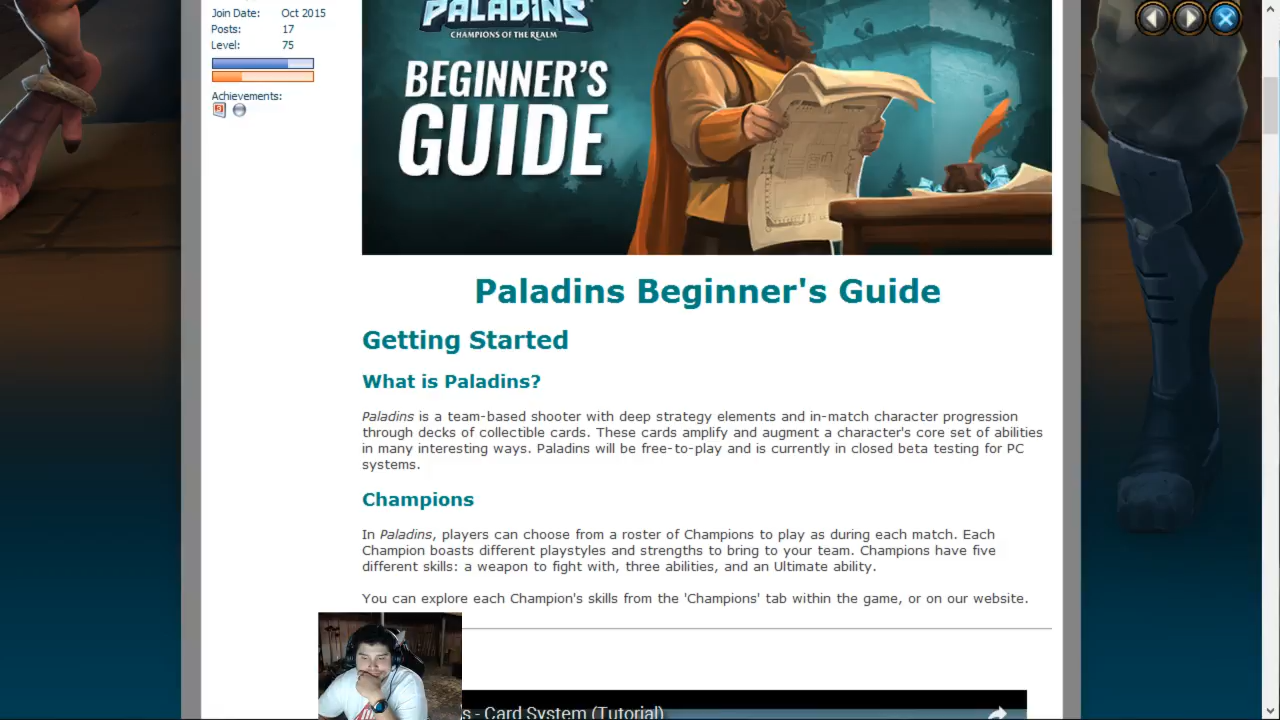 Join Date: Oct 2015
Posts: 17
Level: 75
Achievements:
3
PALADINS
CHAMPIONS OF THE REALM
BEGINNER'S
GUIDE
Paladins Beginner's Guide
Getting Started
What is Paladins?
Paladins is a team-based shooter with deep strategy elements and in-match character progression
through decks of collectible cards. These cards amplify and augment a character's core set of abilities
in many interesting ways. Paladins will be free-to-play and is currently in closed beta testing for PC
systems.
Champions
In Paladins, players can choose from a roster of Champions to play as during each match. Each
Champion boasts different playstyles and strengths to bring to your team. Champions have five
different skills: a weapon to fight with, three abilities, and an Ultimate ability.
You can explore each Champion's skills from the 'Champions' tab within the game, or on our website.
s - Card System (Tutorial)